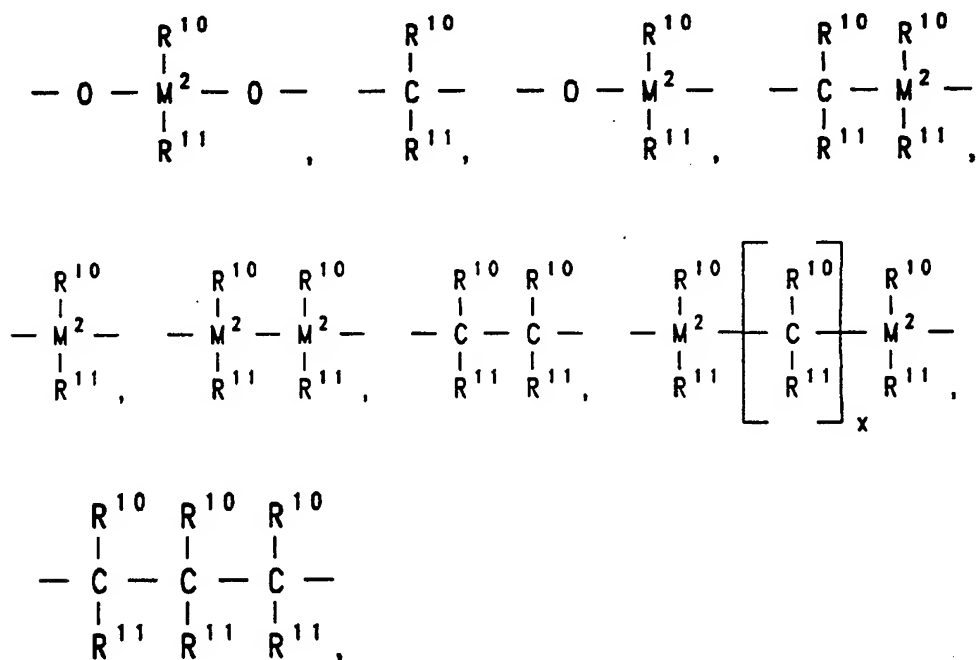 R¹⁰ R¹⁰ R¹⁰ R¹⁰ R¹⁰
— O — M² — O — — C — — O — M² — — C — M² —
R¹¹ , R¹¹, R¹¹, R¹¹ R¹¹,
R¹⁰ R¹⁰ R¹⁰ R¹⁰ R¹⁰ R¹⁰ R¹⁰ R¹⁰
— M² — — M² — M² — — C — C — — M² — [ C ] — M² —
R¹¹, R¹¹ R¹¹, R¹¹ R¹¹, R¹¹ R¹¹ R¹¹,
x
R¹⁰ R¹⁰ R¹⁰
— C — C — C —
R¹¹ R¹¹ R¹¹,